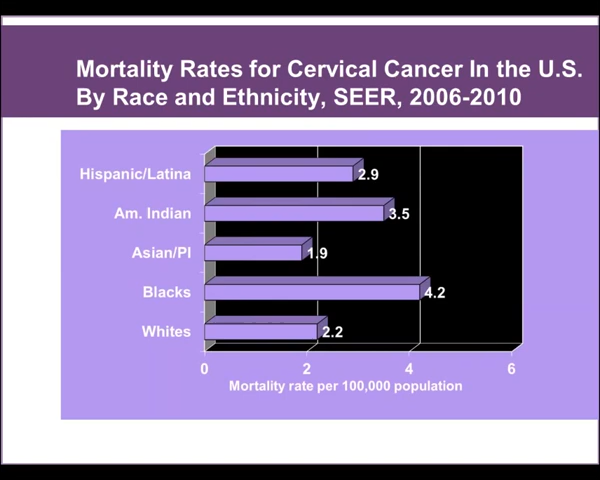 Mortality Rates for Cervical Cancer In the U.S.
By Race and Ethnicity, SEER, 2006-2010
Hispanic/Latina 2.9
Am. Indian 3.5
Asian/PI 1.9
Blacks 4.2
Whites 2.2
0 2 4 6
Mortality rate per 100,000 population